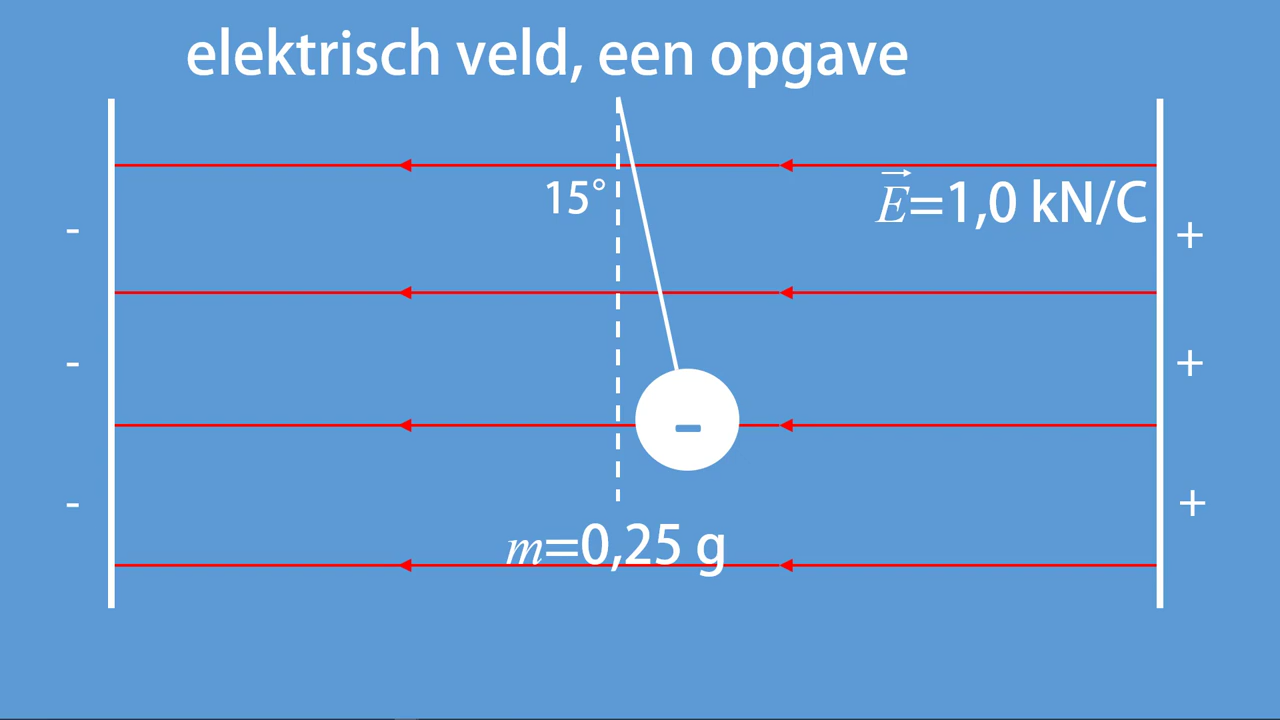 elektrisch veld, een opgave
15°
E=1,0 kN/C
- +
- +
-
- +
m=0,25 g